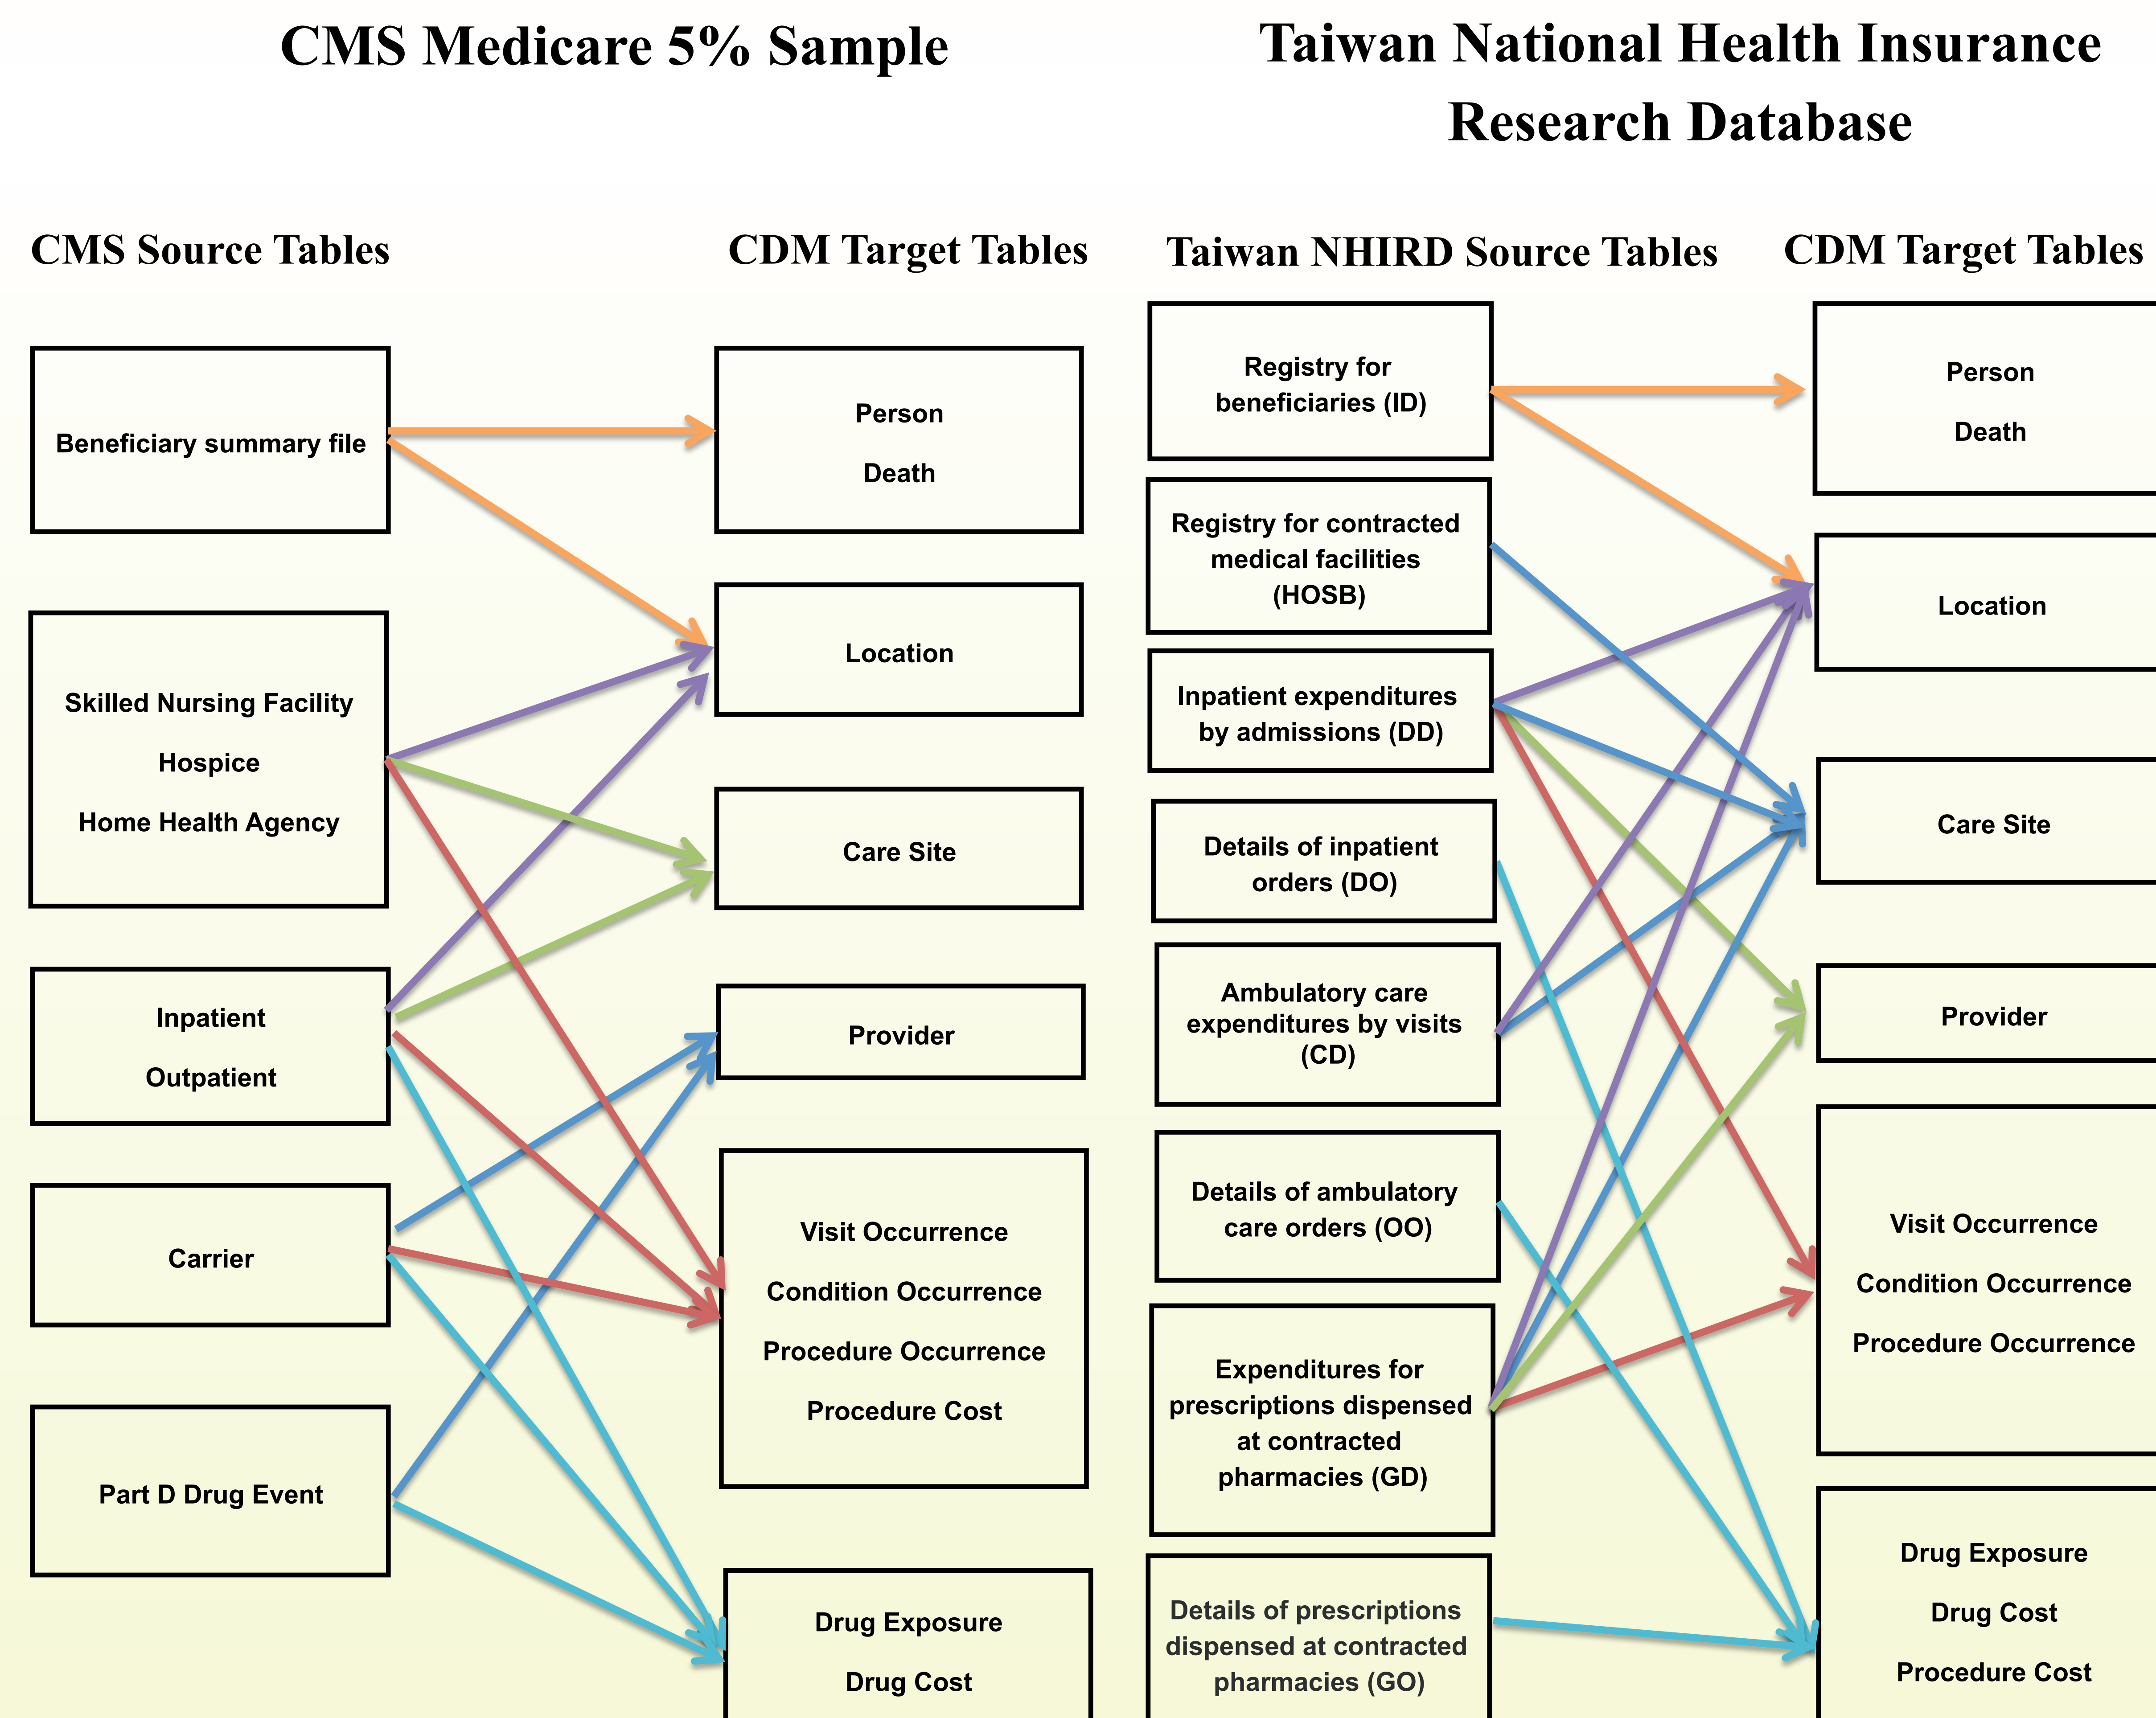 CMS Medicare 5% Sample
CMS Source Tables
CDM Target Tables
Beneficiary summary file
Skilled Nursing Facility
Hospice
Home Health Agency
Inpatient
Outpatient
Carrier
Part D Drug Event
Person
Death
Location
Care Site
Provider
Visit Occurrence
Condition Occurrence
Procedure Occurrence
Procedure Cost
Drug Exposure
Drug Cost
Taiwan National Health Insurance
Research Database
Taiwan NHIRD Source Tables
CDM Target Tables
Registry for
beneficiaries (ID)
Registry for contracted
medical facilities
(HOSB)
Inpatient expenditures
by admissions (DD)
Details of inpatient
orders (DO)
Ambulatory care
expenditures by visits
(CD)
Details of ambulatory
care orders (OO)
Expenditures for
prescriptions dispensed
at contracted
pharmacies (GD)
Details of prescriptions
dispensed at contracted
pharmacies (GO)
Person
Death
Location
Care Site
Provider
Visit Occurrence
Condition Occurrence
Procedure Occurrence
Drug Exposure
Drug Cost
Procedure Cost